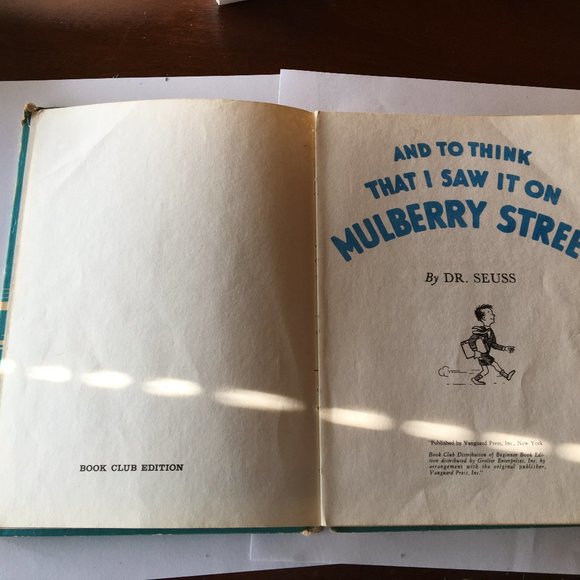 BOOK CLUB EDITION
AND TO THINK
THAT I SAW IT ON
MULBERRY STREE
By DR. SEUSS
"Published by Vanguard Press, Inc., New York
Book Club Distribution of Beginner Book Edi-
tion distributed by Grolier Enterprises, Inc. by
arrangement with the original publisher,
Vanguard Press, Inc."